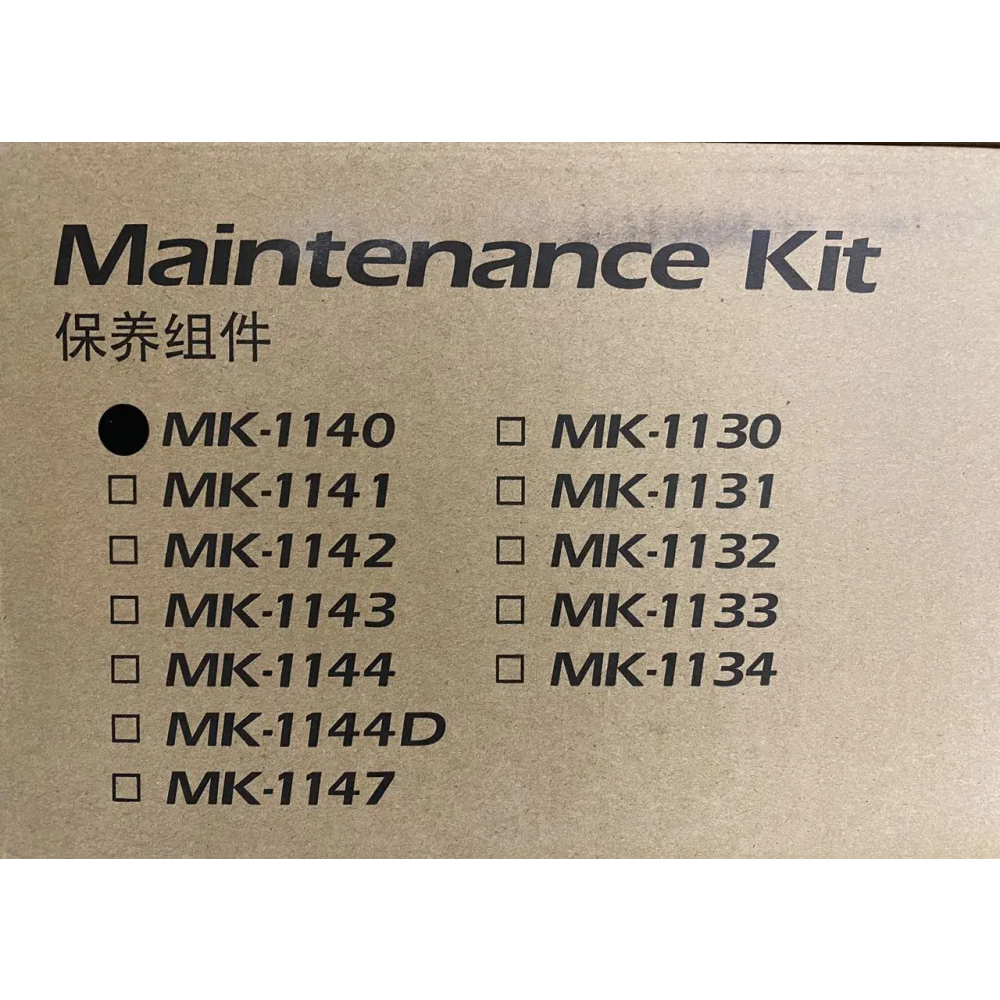 Maintenance Kit
保养组件
MK-1140
MK-1141
MK-1142
MK-1143
MK-1144
MK-1144D
MK-1147
MK-1130
MK-1131
MK-1132
MK-1133
MK-1134